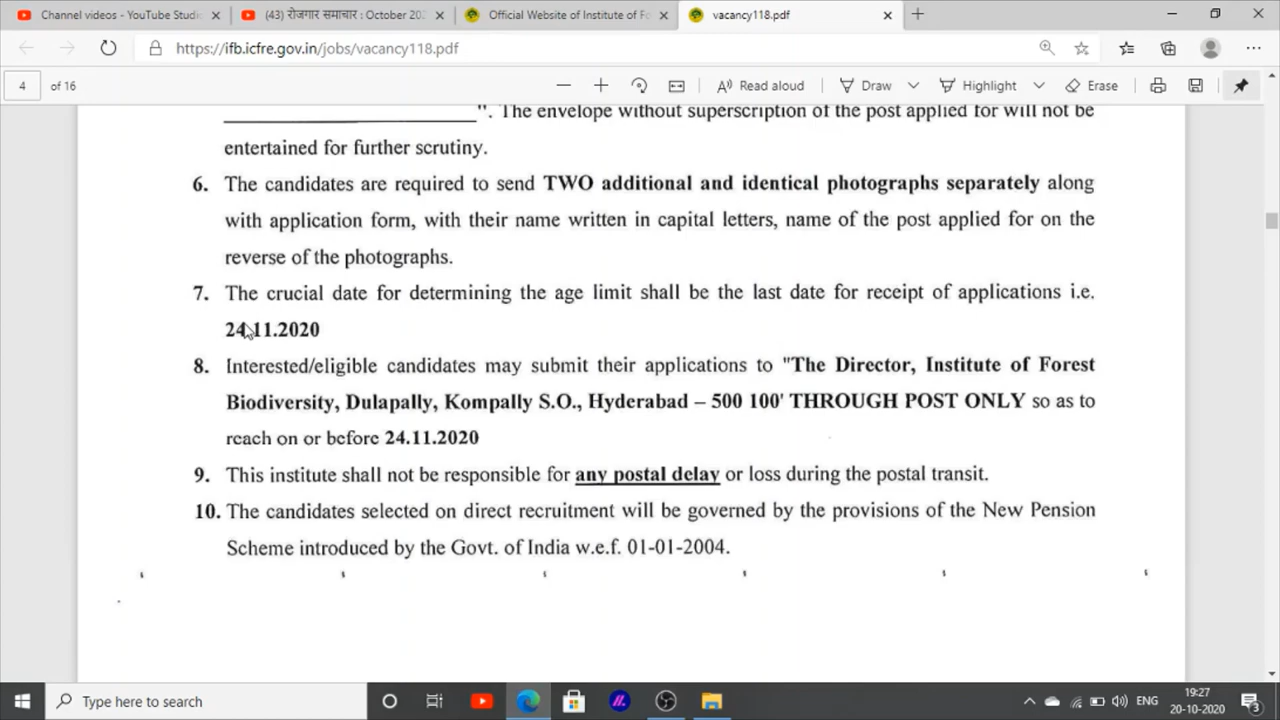 Channel videos - YouTube Studi
(43) रोजगार समाचार : October 202
Official Website of Institute of Fo
vacancy118.pdf
https://ifb.icfre.gov.in/jobs/vacancy118.pdf
4 of 16
Read aloud
Draw
Highlight
Erase
". The envelope without superscription of the post applied for will not be
entertained for further scrutiny.
6. The candidates are required to send TWO additional and identical photographs separately along
with application form, with their name written in capital letters, name of the post applied for on the
reverse of the photographs.
7. The crucial date for determining the age limit shall be the last date for receipt of applications i.e.
24.11.2020
8. Interested/eligible candidates may submit their applications to "The Director, Institute of Forest
Biodiversity, Dulapally, Kompally S.O., Hyderabad – 500 100' THROUGH POST ONLY so as to
reach on or before 24.11.2020
9. This institute shall not be responsible for any postal delay or loss during the postal transit.
10. The candidates selected on direct recruitment will be governed by the provisions of the New Pension
Scheme introduced by the Govt. of India w.e.f. 01-01-2004.
Type here to search
ENG
19:27
20-10-2020
3